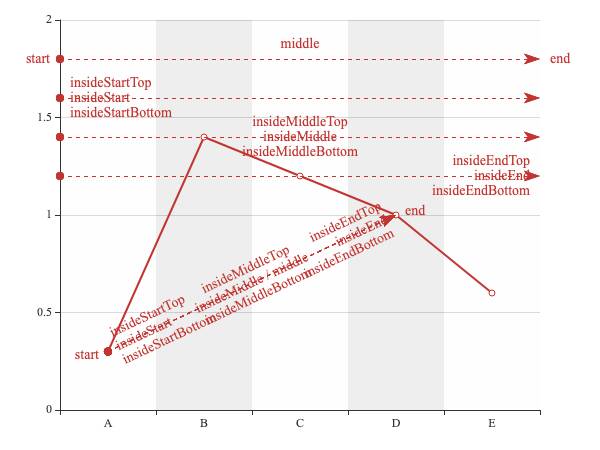 2
middle
start
end
insideStartTop
insideStart
insideStartBottom
1.5
insideMiddleTop
insideMiddle
insideMiddleBottom
insideEndTop
insideEnd
insideEndBottom
1
end
insideEndTop
insideEnd
insideEndBottom
insideMiddleTop
insideMiddle / middle
insideMiddleBottom
0.5
insideStartTop
insideStart
insideStartBottom
start
0
A B C D E